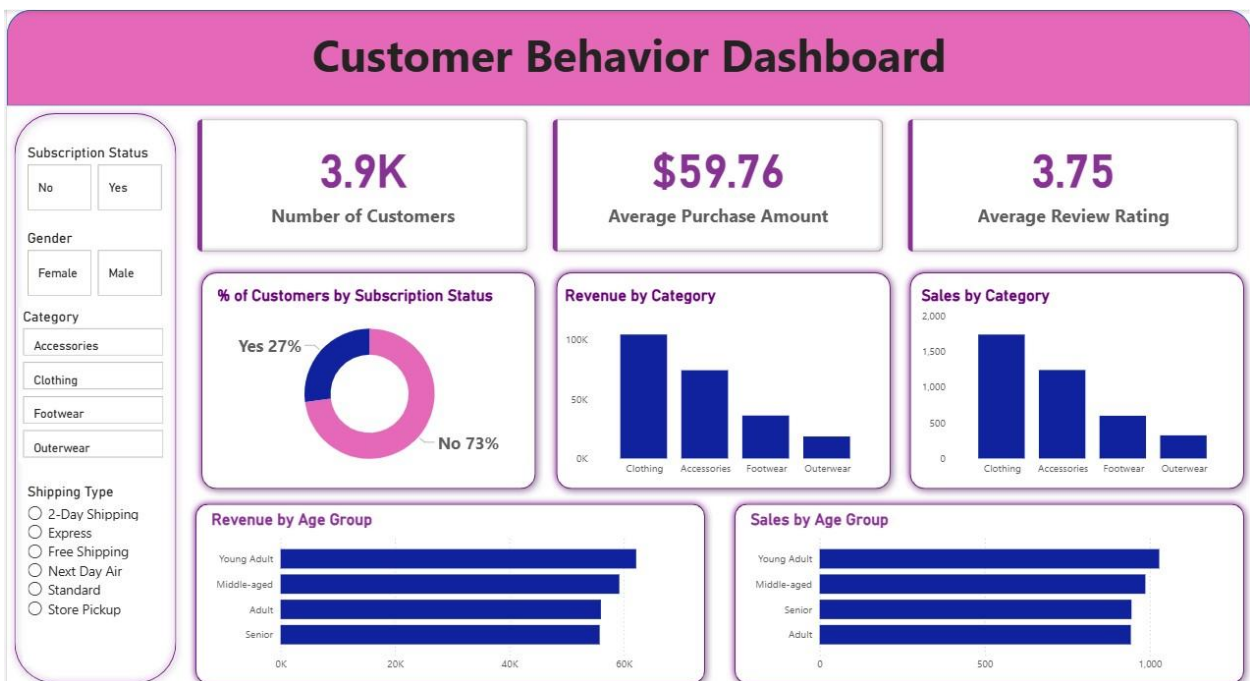 Customer Behavior Dashboard
Subscription Status
No Yes
Gender
Female Male
Category
Accessories
Clothing
Footwear
Outerwear
Shipping Type
2-Day Shipping
Express
Free Shipping
Next Day Air
Standard
Store Pickup
3.9K
Number of Customers
$59.76
Average Purchase Amount
3.75
Average Review Rating
% of Customers by Subscription Status
Yes 27%
No 73%
Revenue by Category
100K
50K
0K
Clothing Accessories Footwear Outerwear
Sales by Category
2,000
1,500
1,000
500
0
Clothing Accessories Footwear Outerwear
Revenue by Age Group
Young Adult
Middle-aged
Adult
Senior
0K 20K 40K 60K
Sales by Age Group
Young Adult
Middle-aged
Senior
Adult
0 500 1,000